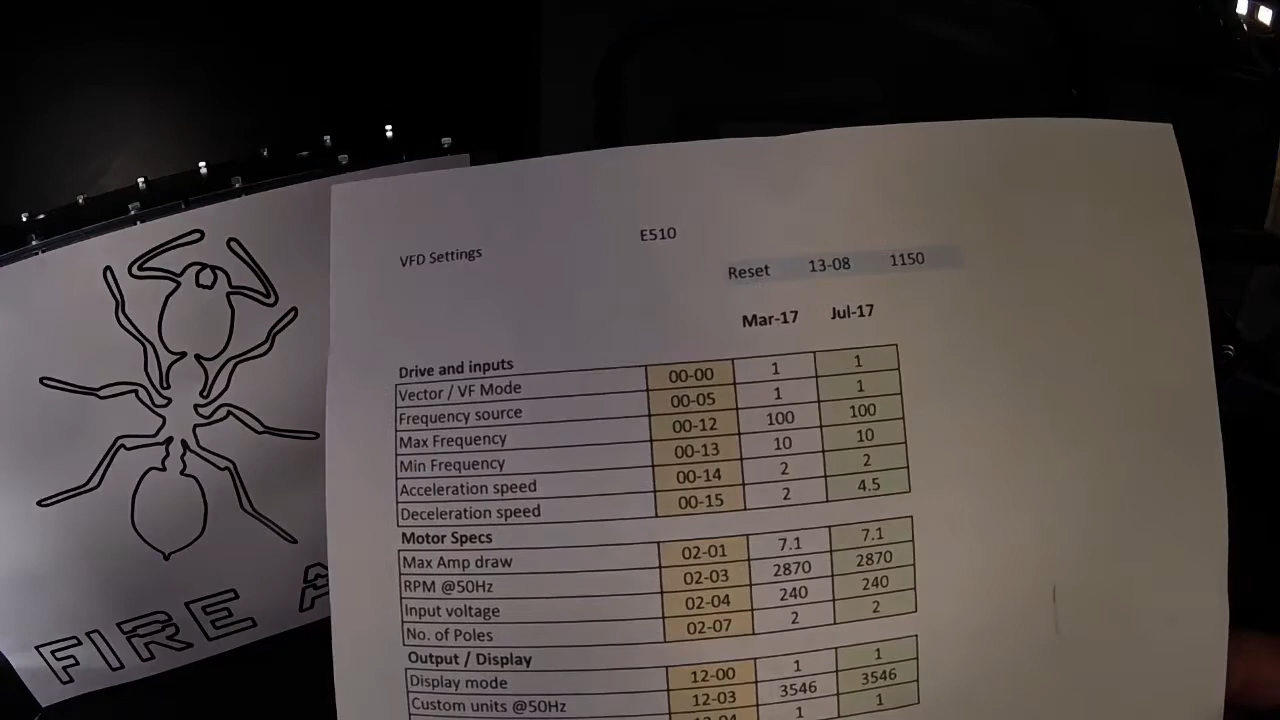 E510
VFD Settings
Reset 13-08 1150
Mar-17 Jul-17
Drive and inputs
Vector / VF Mode 00-00 1 1
Frequency source 00-05 1 1
Max Frequency 00-12 100 100
Min Frequency 00-13 10 10
Acceleration speed 00-14 2 2
Deceleration speed 00-15 2 4.5
Motor Specs
Max Amp draw 02-01 7.1 7.1
RPM @50Hz 02-03 2870 2870
Input voltage 02-04 240 240
No. of Poles 02-07 2 2
Output / Display
Display mode 12-00 1 1
Custom units @50Hz 12-03 3546 3546
1 1
FIRE A